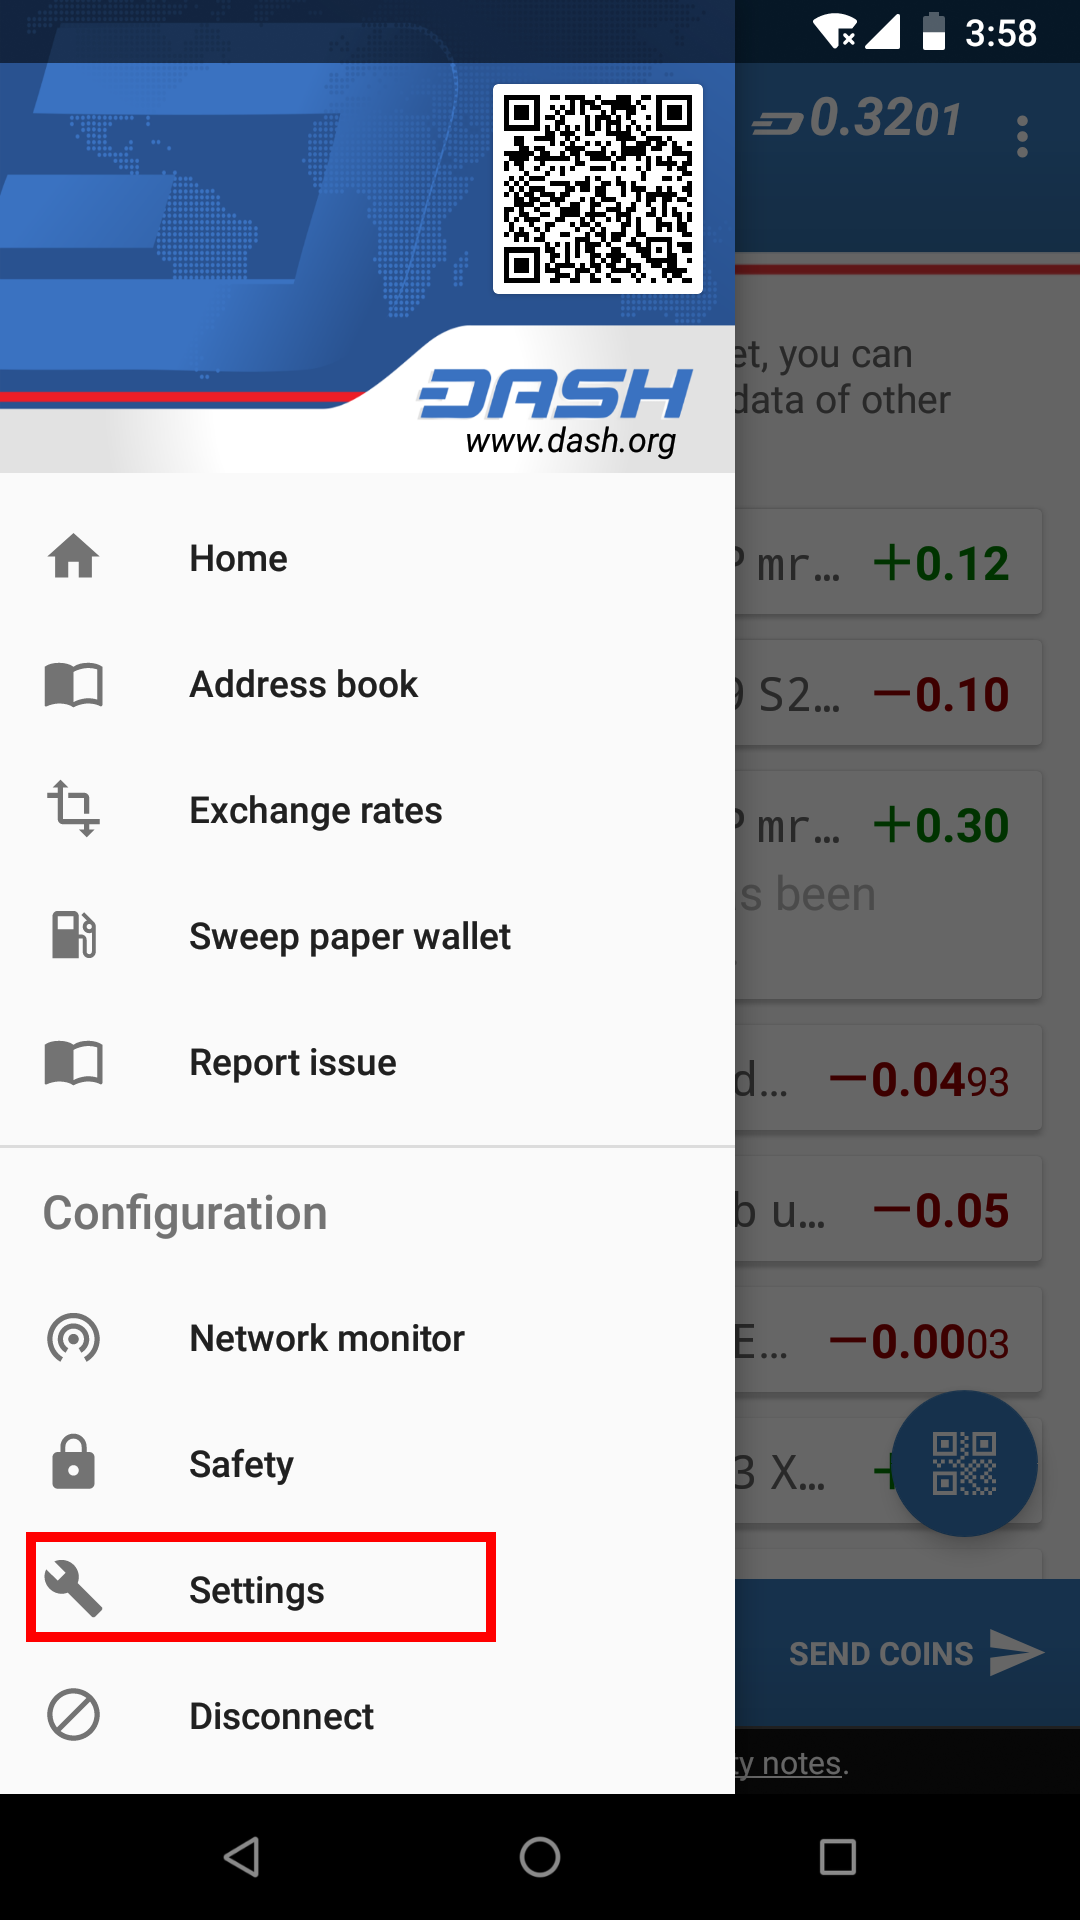 3:58
0.3201
DASH
www.dash.org
et, you can
data of other
Home
mr... +0.12
Address book
S2... −0.10
Exchange rates
mr... +0.30
s been
Sweep paper wallet
Report issue
d... −0.0493
Configuration
b u... −0.05
Network monitor
E... −0.0003
Safety
3 X... +
Settings
SEND COINS
Disconnect
ty notes.